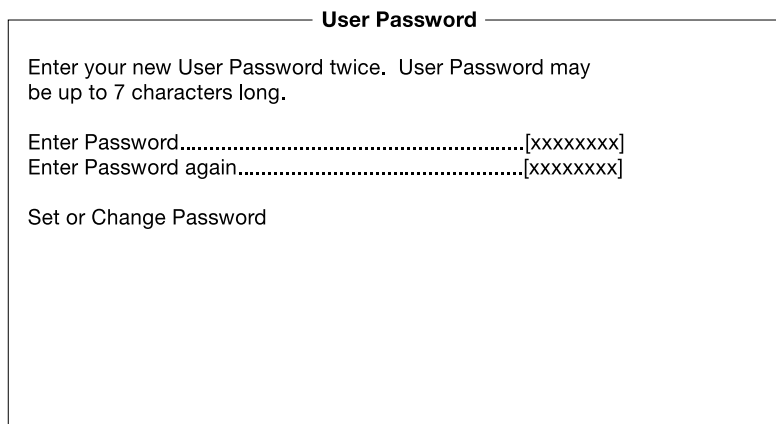 User Password
Enter your new User Password twice. User Password may
be up to 7 characters long.
Enter Password................................................[xxxxxxxx]
Enter Password again........................................[xxxxxxxx]
Set or Change Password